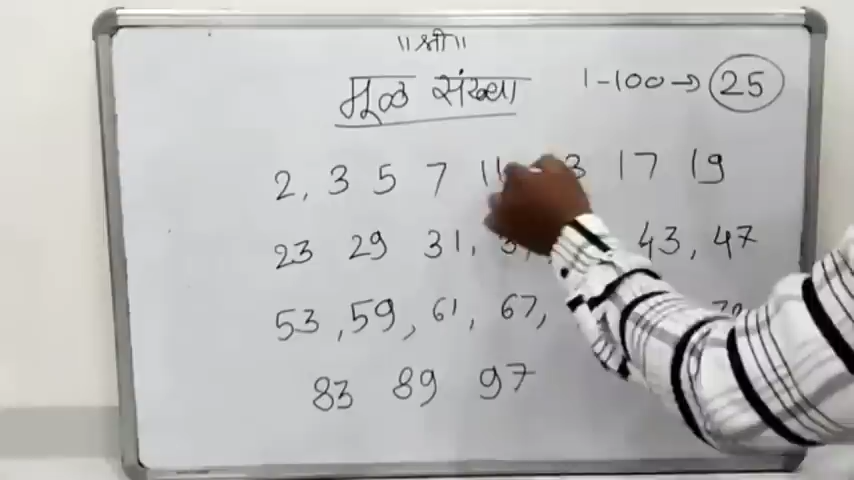 ॥ श्री ॥
मूळ संख्या 1-100→ 25
2, 3 5 7 11 17 19
23 29 31, 43, 47
53, 59, 61, 67,
83 89 97